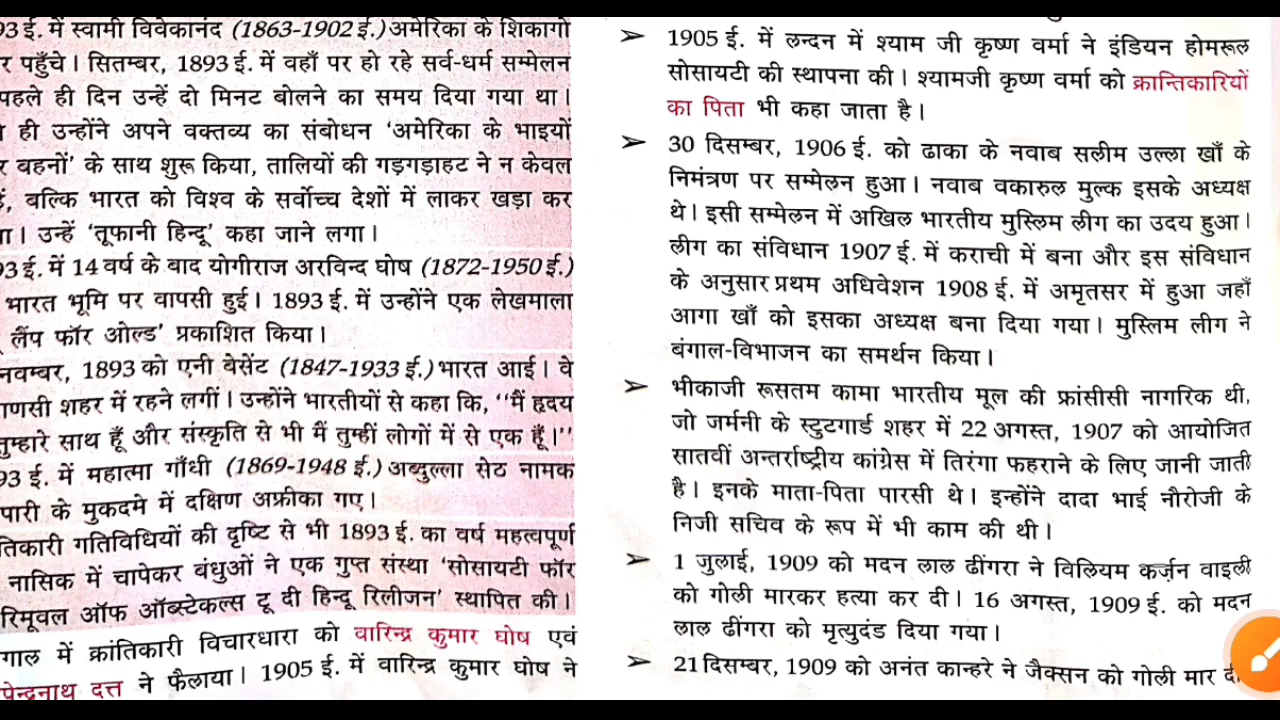 93 ई. में स्वामी विवेकानंद (1863-1902 ई.) अमेरिका के शिकागो
र पहुँचे। सितम्बर, 1893 ई. में वहाँ पर हो रहे सर्व-धर्म सम्मेलन
पहले ही दिन उन्हें दो मिनट बोलने का समय दिया गया था।
ही उन्होंने अपने वक्तव्य का संबोधन ‘अमेरिका के भाइयों
र बहनों’ के साथ शुरू किया, तालियों की गड़गड़ाहट ने न केवल
बल्कि भारत को विश्व के सर्वोच्च देशों में लाकर खड़ा कर
ा। उन्हें ‘तूफानी हिन्दू’ कहा जाने लगा।
93 ई. में 14 वर्ष के बाद योगीराज अरविन्द घोष (1872-1950 ई.)
भारत भूमि पर वापसी हुई। 1893 ई. में उन्होंने एक लेखमाला
लैंप फॉर ओल्ड’ प्रकाशित किया।
नवम्बर, 1893 को एनी बेसेंट (1847-1933 ई.) भारत आई। वे
ाणसी शहर में रहने लगीं। उन्होंने भारतीयों से कहा कि, ‘‘मैं हृदय
तुम्हारे साथ हूँ और संस्कृति से भी मैं तुम्हीं लोगों में से एक हूँ।’’
93 ई. में महात्मा गाँधी (1869-1948 ई.) अब्दुल्ला सेठ नामक
पारी के मुकदमे में दक्षिण अफ्रीका गए।
तिकारी गतिविधियों की दृष्टि से भी 1893 ई. का वर्ष महत्वपूर्ण
नासिक में चापेकर बंधुओं ने एक गुप्त संस्था ‘सोसायटी फॉर
रिमूवल ऑफ ऑब्स्टेकल्स टू दी हिन्दू रिलीजन’ स्थापित की।
गाल में क्रांतिकारी विचारधारा को वारिन्द्र कुमार घोष एवं
पेन्द्रनाथ दत्त ने फैलाया। 1905 ई. में वारिन्द्र कुमार घोष ने
➢ 1905 ई. में लन्दन में श्याम जी कृष्ण वर्मा ने इंडियन होमरूल
सोसायटी की स्थापना की। श्यामजी कृष्ण वर्मा को क्रान्तिकारियों
का पिता भी कहा जाता है।
➢ 30 दिसम्बर, 1906 ई. को ढाका के नवाब सलीम उल्ला खाँ के
निमंत्रण पर सम्मेलन हुआ। नवाब वकारुल मुल्क इसके अध्यक्ष
थे। इसी सम्मेलन में अखिल भारतीय मुस्लिम लीग का उदय हुआ।
लीग का संविधान 1907 ई. में कराची में बना और इस संविधान
के अनुसार प्रथम अधिवेशन 1908 ई. में अमृतसर में हुआ जहाँ
आगा खाँ को इसका अध्यक्ष बना दिया गया। मुस्लिम लीग ने
बंगाल-विभाजन का समर्थन किया।
➢ भीकाजी रूसतम कामा भारतीय मूल की फ्रांसीसी नागरिक थी,
जो जर्मनी के स्टुटगार्ड शहर में 22 अगस्त, 1907 को आयोजित
सातवीं अन्तर्राष्ट्रीय कांग्रेस में तिरंगा फहराने के लिए जानी जाती
है। इनके माता-पिता पारसी थे। इन्होंने दादा भाई नौरोजी के
निजी सचिव के रूप में भी काम की थी।
➢ 1 जुलाई, 1909 को मदन लाल ढींगरा ने विलियम कर्ज़न वाइली
को गोली मारकर हत्या कर दी। 16 अगस्त, 1909 ई. को मदन
लाल ढींगरा को मृत्युदंड दिया गया।
➢ 21 दिसम्बर, 1909 को अनंत कान्हरे ने जैक्सन को गोली मार दी